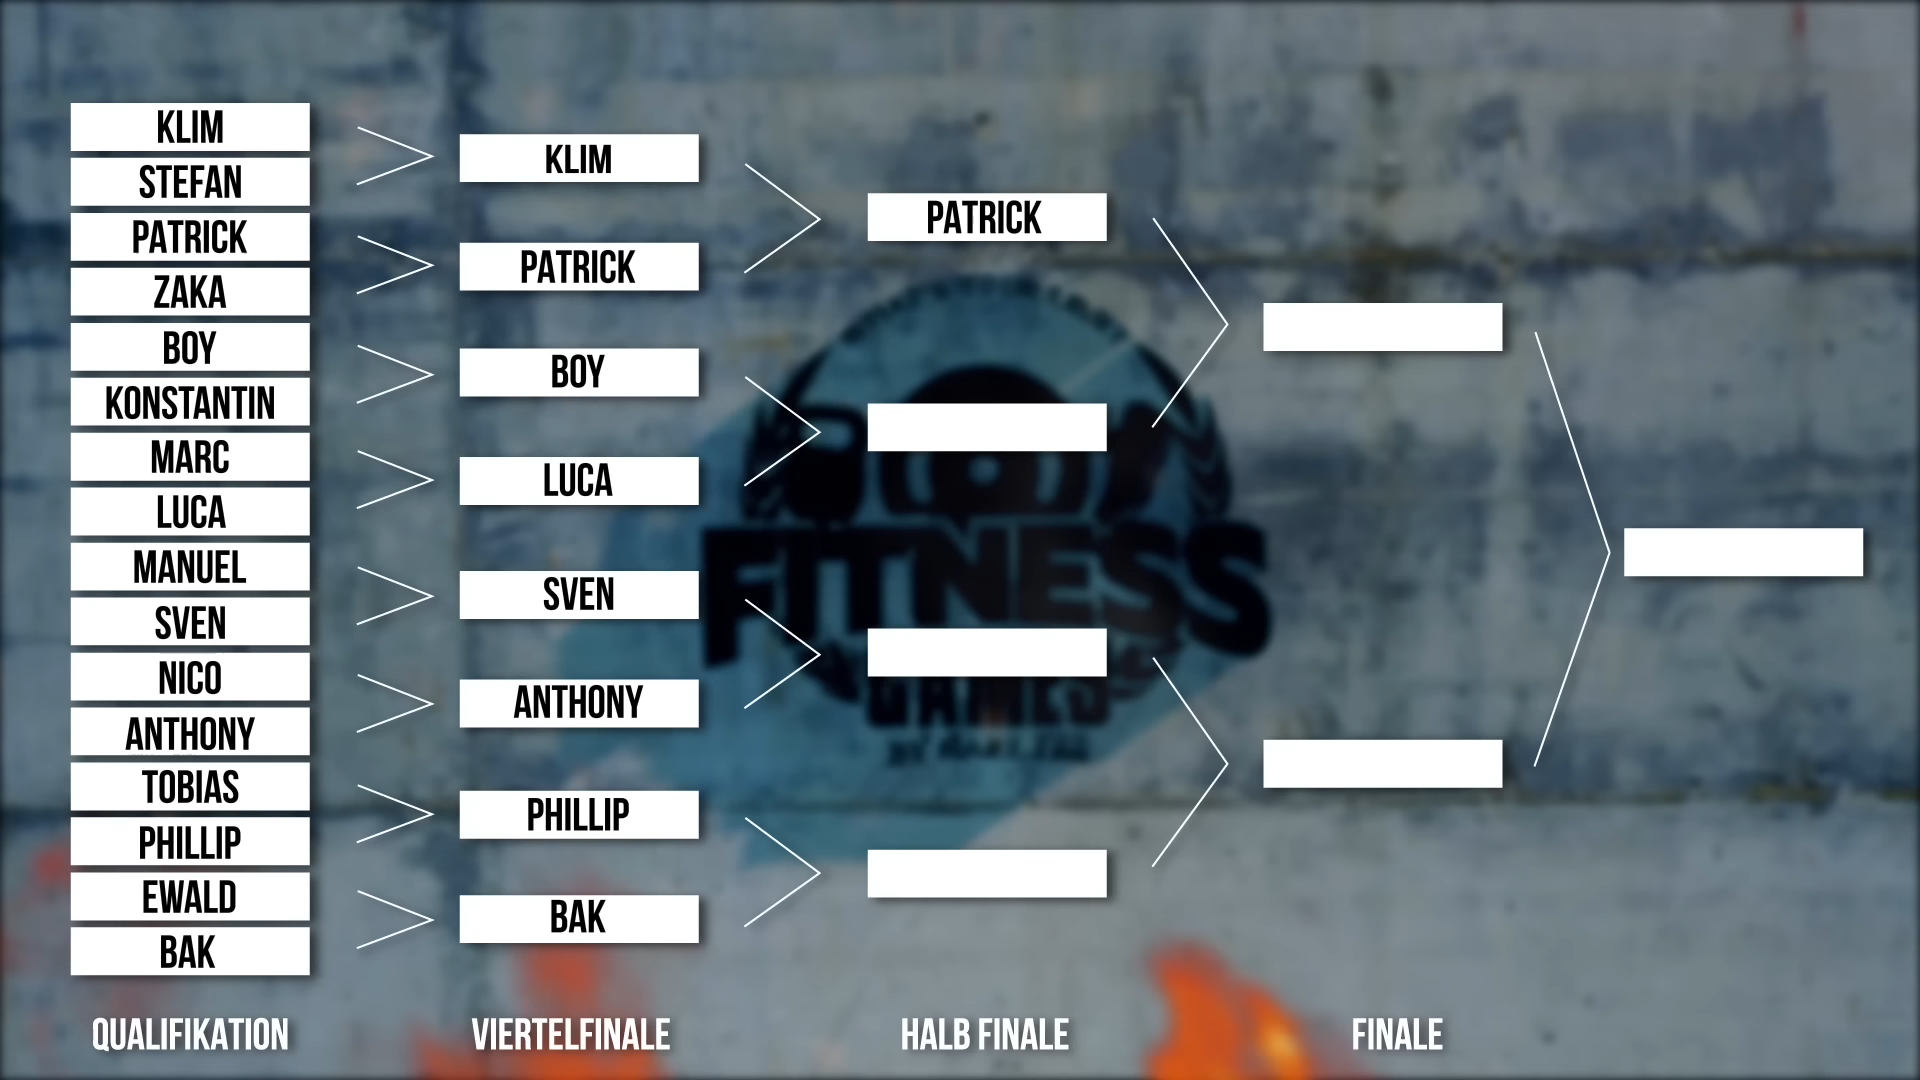 KLIM
STEFAN
PATRICK
ZAKA
BOY
KONSTANTIN
MARC
LUCA
MANUEL
SVEN
NICO
ANTHONY
TOBIAS
PHILLIP
EWALD
BAK
QUALIFIKATION
KLIM
PATRICK
BOY
LUCA
SVEN
ANTHONY
PHILLIP
BAK
VIERTELFINALE
PATRICK
HALB FINALE
FINALE
FITNESS
GAMES